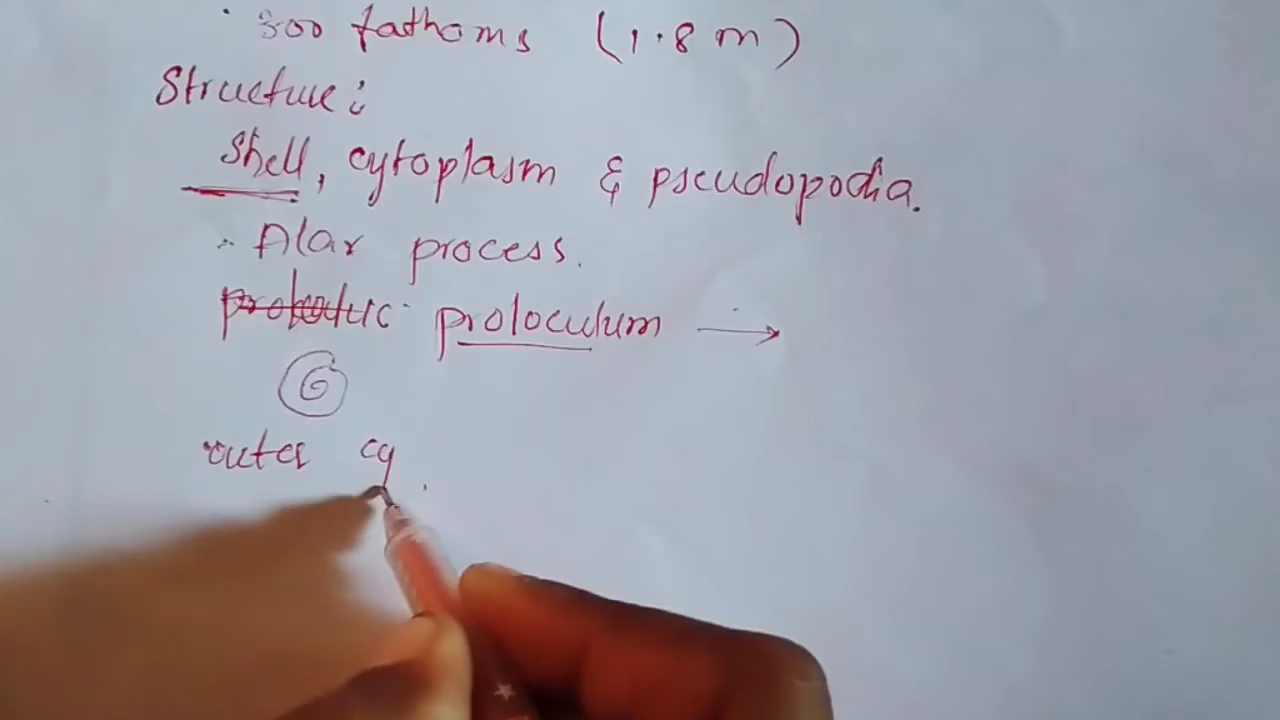 300 fathoms (1.8 m)
Structure:
Shell, cytoplasm & pseudopodia.
Alar process.
proloculum →
outer cy